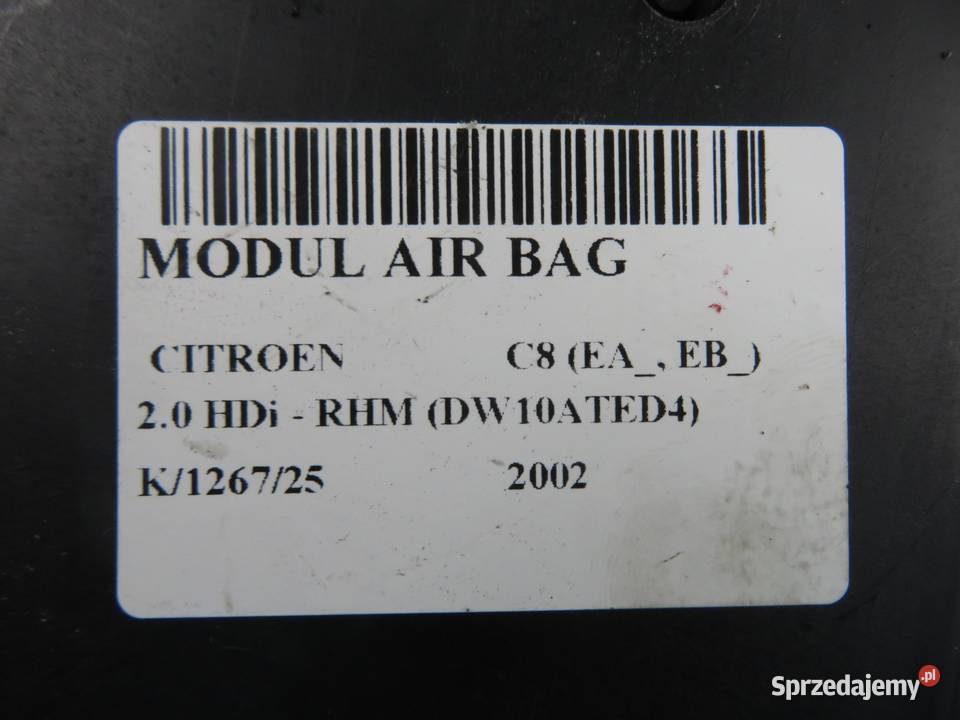 MODUL AIR BAG
CITROEN C8 (EA_, EB_)
2.0 HDi - RHM (DW10ATED4)
K/1267/25 2002
Sprzedajemy.pl